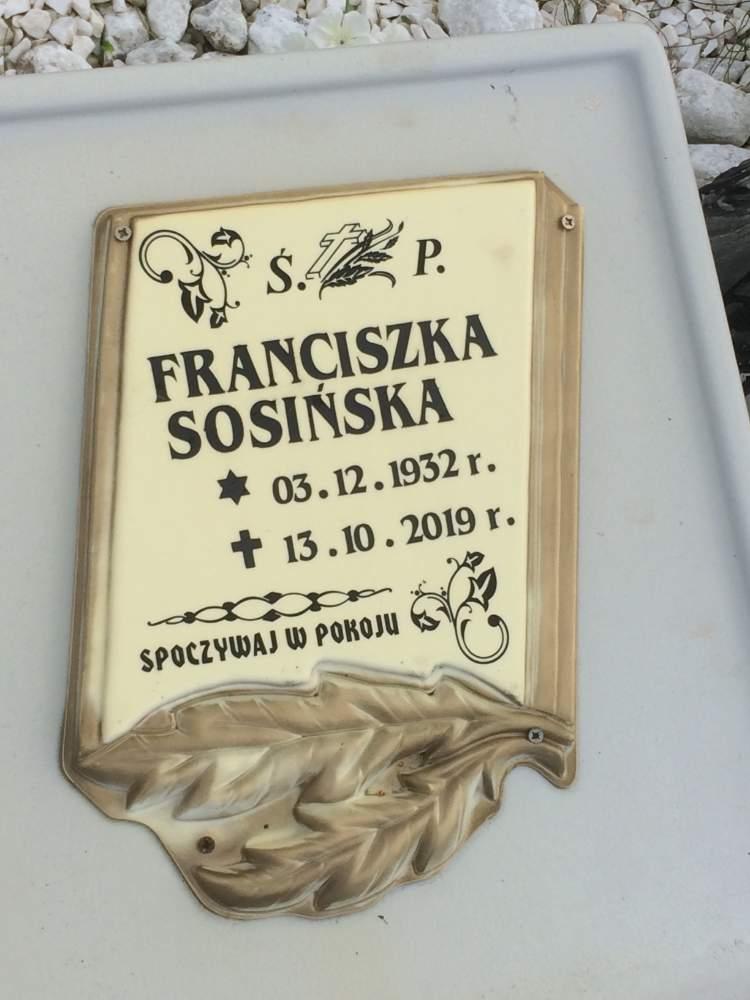 Ś. P.
FRANCISZKA
SOSIŃSKA
03.12.1932 r.
13.10.2019 r.
SPOCZYWAJ W POKOJU